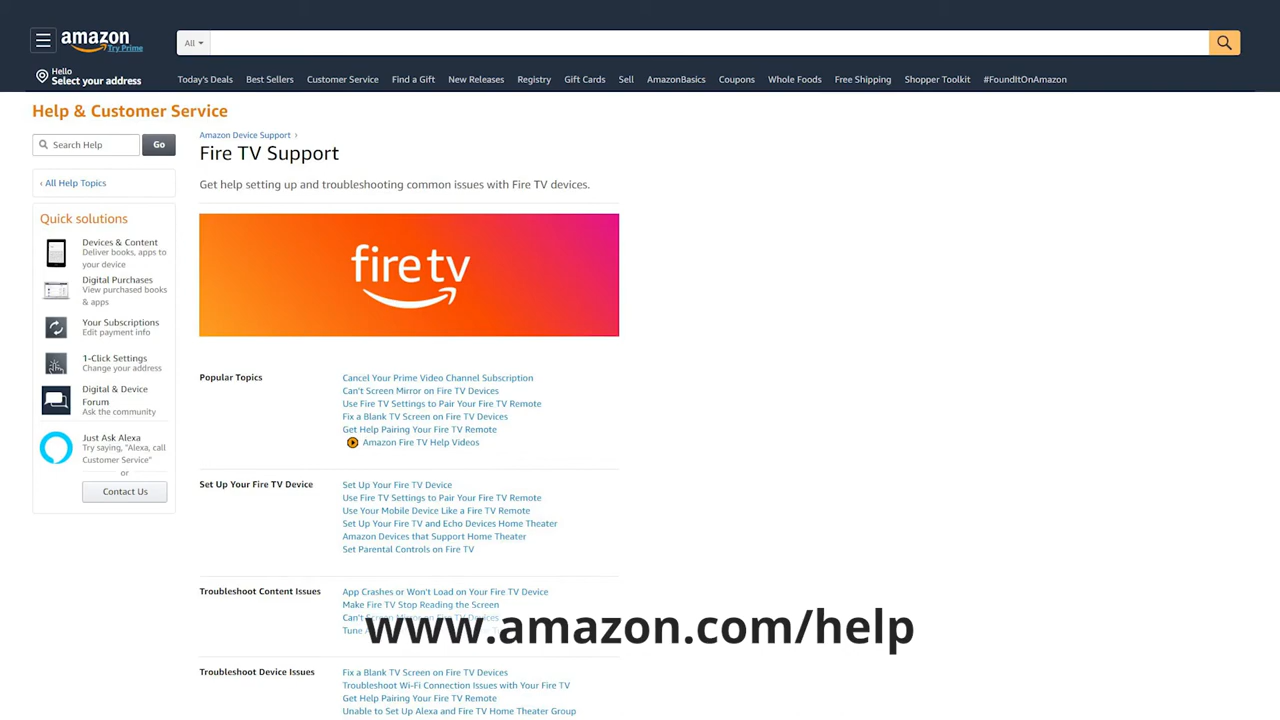 amazon
Try Prime
All
Hello
Select your address
Today's Deals
Best Sellers
Customer Service
Find a Gift
New Releases
Registry
Gift Cards
Sell
AmazonBasics
Coupons
Whole Foods
Free Shipping
Shopper Toolkit
#FoundItOnAmazon
Help & Customer Service
Search Help
Go
‹ All Help Topics
Quick solutions
Devices & Content
Deliver books, apps to
your device
Digital Purchases
View purchased books
& apps
Your Subscriptions
Edit payment info
1-Click Settings
Change your address
Digital & Device
Forum
Ask the community
Just Ask Alexa
Try saying, "Alexa, call
Customer Service"
or
Contact Us
Amazon Device Support ›
Fire TV Support
Get help setting up and troubleshooting common issues with Fire TV devices.
fire tv
Popular Topics
Cancel Your Prime Video Channel Subscription
Can't Screen Mirror on Fire TV Devices
Use Fire TV Settings to Pair Your Fire TV Remote
Fix a Blank TV Screen on Fire TV Devices
Get Help Pairing Your Fire TV Remote
Amazon Fire TV Help Videos
Set Up Your Fire TV Device
Set Up Your Fire TV Device
Use Fire TV Settings to Pair Your Fire TV Remote
Use Your Mobile Device Like a Fire TV Remote
Set Up Your Fire TV and Echo Devices Home Theater
Amazon Devices that Support Home Theater
Set Parental Controls on Fire TV
Troubleshoot Content Issues
App Crashes or Won't Load on Your Fire TV Device
Make Fire TV Stop Reading the Screen
Can't Screen Mirror on Fire TV Devices
Tune
www.amazon.com/help
Troubleshoot Device Issues
Fix a Blank TV Screen on Fire TV Devices
Troubleshoot Wi-Fi Connection Issues with Your Fire TV
Get Help Pairing Your Fire TV Remote
Unable to Set Up Alexa and Fire TV Home Theater Group